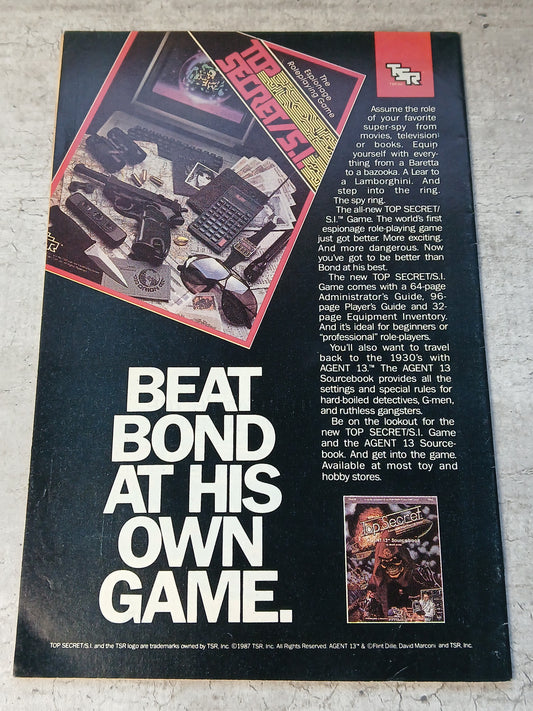 The
Espionage
Roleplaying Game
TOP
SECRET/S.I.
TSR
Assume the role
of your favorite
super-spy from
movies, television
or books. Equip
yourself with every-
thing from a Baretta
to a bazooka. A Lear to
a Lamborghini. And
step into the ring.
The spy ring.
The all-new TOP SECRET/
S.I.™ Game. The world's first
espionage role-playing game
just got better. More exciting.
And more dangerous. Now
you've got to be better than
Bond at his best.
The new TOP SECRET/S.I.
Game comes with a 64-page
Administrator's Guide, 96-
page Player's Guide and 32-
page Equipment Inventory.
And it's ideal for beginners or
"professional" role-players.
You'll also want to travel
back to the 1930's with
AGENT 13.™ The AGENT 13
Sourcebook provides all the
settings and special rules for
hard-boiled detectives, G-men,
and ruthless gangsters.
Be on the lookout for the
new TOP SECRET/S.I. Game
and the AGENT 13 Source-
book. And get into the game.
Available at most toy and
hobby stores.
BEAT
BOND
AT HIS
OWN
GAME.
Top Secret
AGENT 13™ Sourcebook
TOP SECRET/S.I. and the TSR logo are trademarks owned by TSR, Inc. ©1987 TSR, Inc. All Rights Reserved. AGENT 13™ & ©Flint Dille, David Marconi and TSR, Inc.